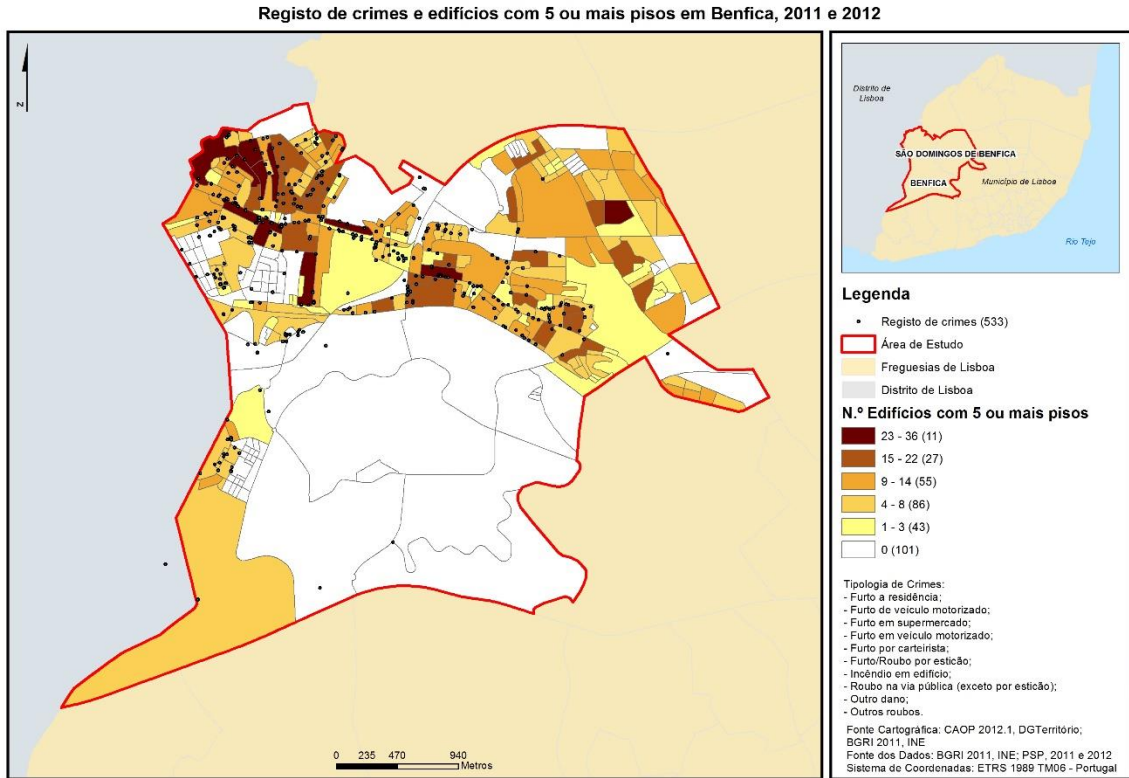 Registo de crimes e edifícios com 5 ou mais pisos em Benfica, 2011 e 2012
N
0 235 470 940
Metros
Distrito de
Lisboa
SÃO DOMINGOS DE BENFICA
BENFICA
Município de Lisboa
Rio Tejo
Legenda
Registo de crimes (533)
Área de Estudo
Freguesias de Lisboa
Distrito de Lisboa
N.º Edifícios com 5 ou mais pisos
23 - 36 (11)
15 - 22 (27)
9 - 14 (55)
4 - 8 (86)
1 - 3 (43)
0 (101)
Tipologia de Crimes:
- Furto a residência;
- Furto de veículo motorizado;
- Furto em supermercado;
- Furto em veículo motorizado;
- Furto por carteirista;
- Furto/Roubo por esticão;
- Incêndio em edifício;
- Roubo na via pública (exceto por esticão);
- Outro dano;
- Outros roubos.
Fonte Cartográfica: CAOP 2012.1, DGTerritório;
BGRI 2011, INE
Fonte dos Dados: BGRI 2011, INE; PSP, 2011 e 2012
Sistema de Coordenadas: ETRS 1989 TM06 - Portugal